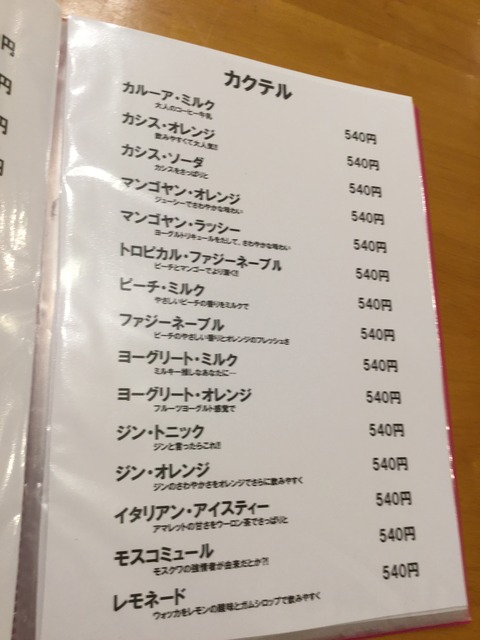 カクテル
カルーア・ミルク 540円
大人のコーヒー牛乳
カシス・オレンジ 540円
飲みやすくて大人気!!
カシス・ソーダ 540円
カシスをさっぱりと
マンゴヤン・オレンジ 540円
ジューシーでさわやかな味わい
マンゴヤン・ラッシー 540円
ヨーグルトリキュールをたして、さわやかな味わい
トロピカル・ファジーネーブル 540円
ピーチとマンゴーでより濃く!!
ピーチ・ミルク 540円
やさしいピーチの香りをミルクで
ファジーネーブル 540円
ピーチのやさしい香りとオレンジのフレッシュさ
ヨーグリート・ミルク 540円
ミルキー推しなあなたに…
ヨーグリート・オレンジ 540円
フルーツヨーグルト感覚で
ジン・トニック 540円
ジンと言ったらこれ!!
ジン・オレンジ 540円
ジンのさわやかさをオレンジでさらに飲みやすく
イタリアン・アイスティー 540円
アマレットの甘さをウーロン茶でさっぱりと
モスコミュール 540円
モスクワの強情者が由来だとか?!
レモネード 540円
ウォッカをレモンの酸味とガムシロップで飲みやすく
円
円
円
円